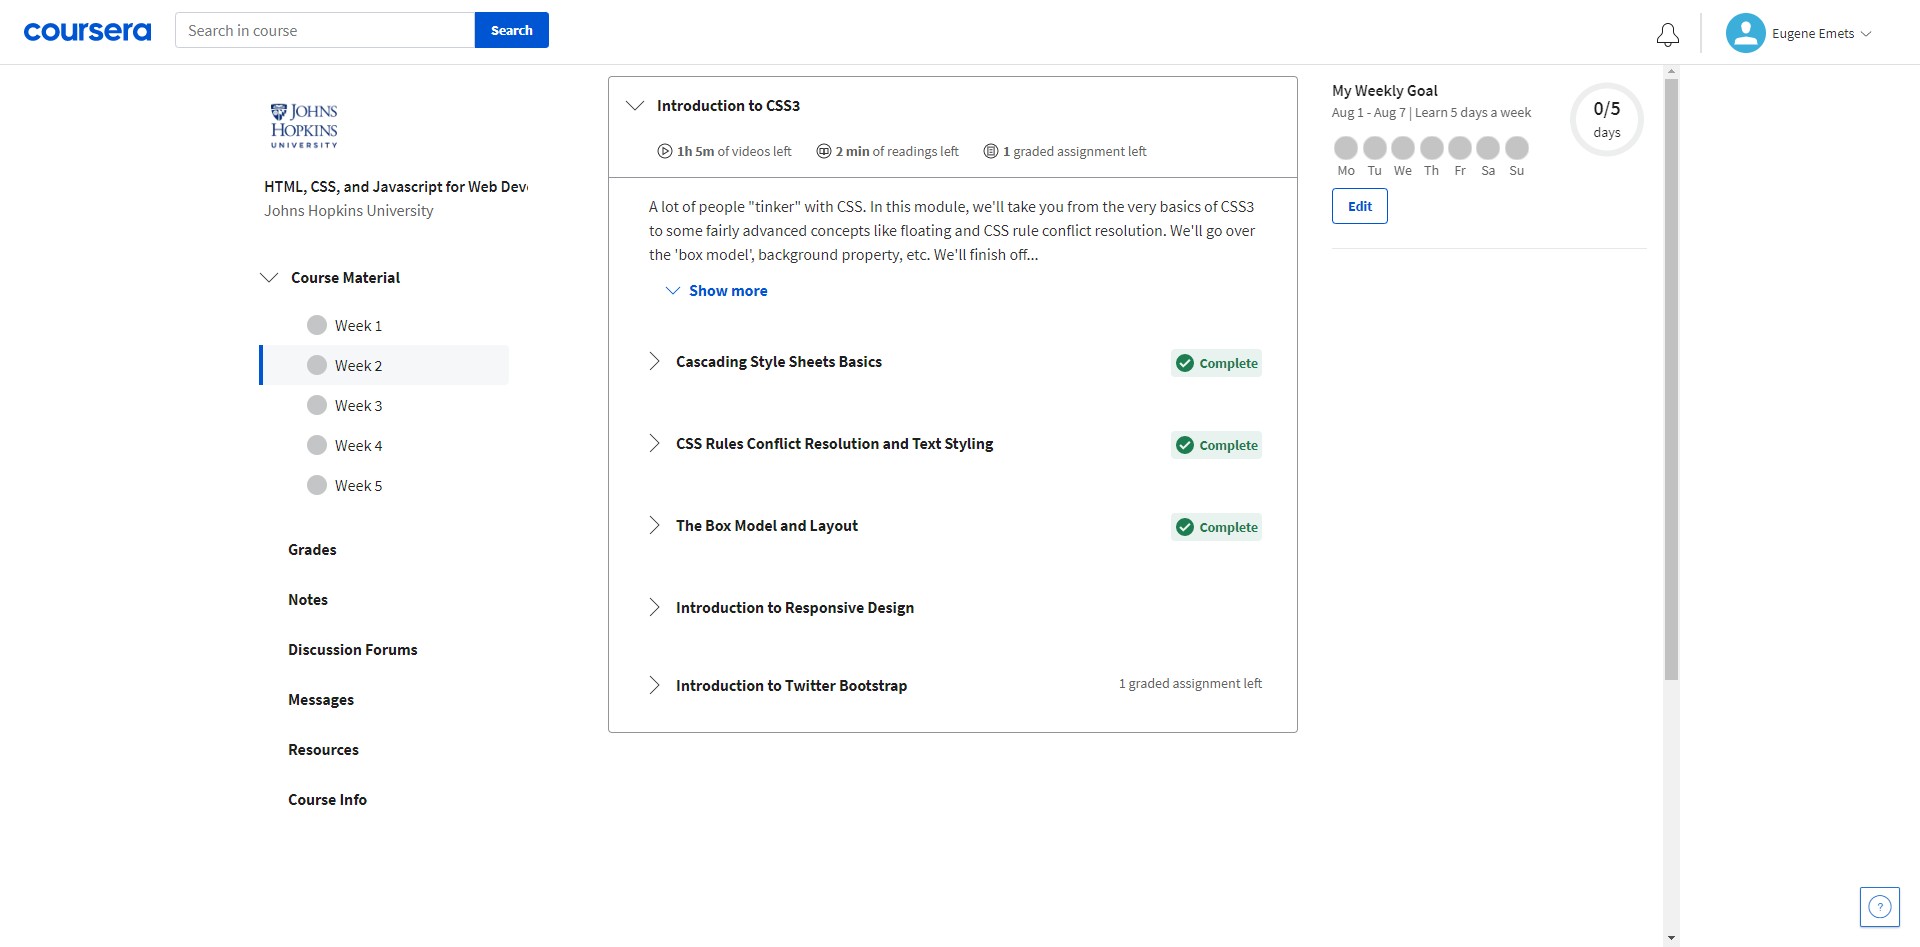 coursera
Search in course
Search
Eugene Emets
JOHNS
HOPKINS
UNIVERSITY
HTML, CSS, and Javascript for Web Dev
Johns Hopkins University
Course Material
Week 1
Week 2
Week 3
Week 4
Week 5
Grades
Notes
Discussion Forums
Messages
Resources
Course Info
Introduction to CSS3
1h 5m of videos left
2 min of readings left
1 graded assignment left
A lot of people "tinker" with CSS. In this module, we'll take you from the very basics of CSS3
to some fairly advanced concepts like floating and CSS rule conflict resolution. We'll go over
the 'box model', background property, etc. We'll finish off...
Show more
Cascading Style Sheets Basics
Complete
CSS Rules Conflict Resolution and Text Styling
Complete
The Box Model and Layout
Complete
Introduction to Responsive Design
Introduction to Twitter Bootstrap
1 graded assignment left
My Weekly Goal
Aug 1 - Aug 7 | Learn 5 days a week
0/5
days
Mo Tu We Th Fr Sa Su
Edit
?